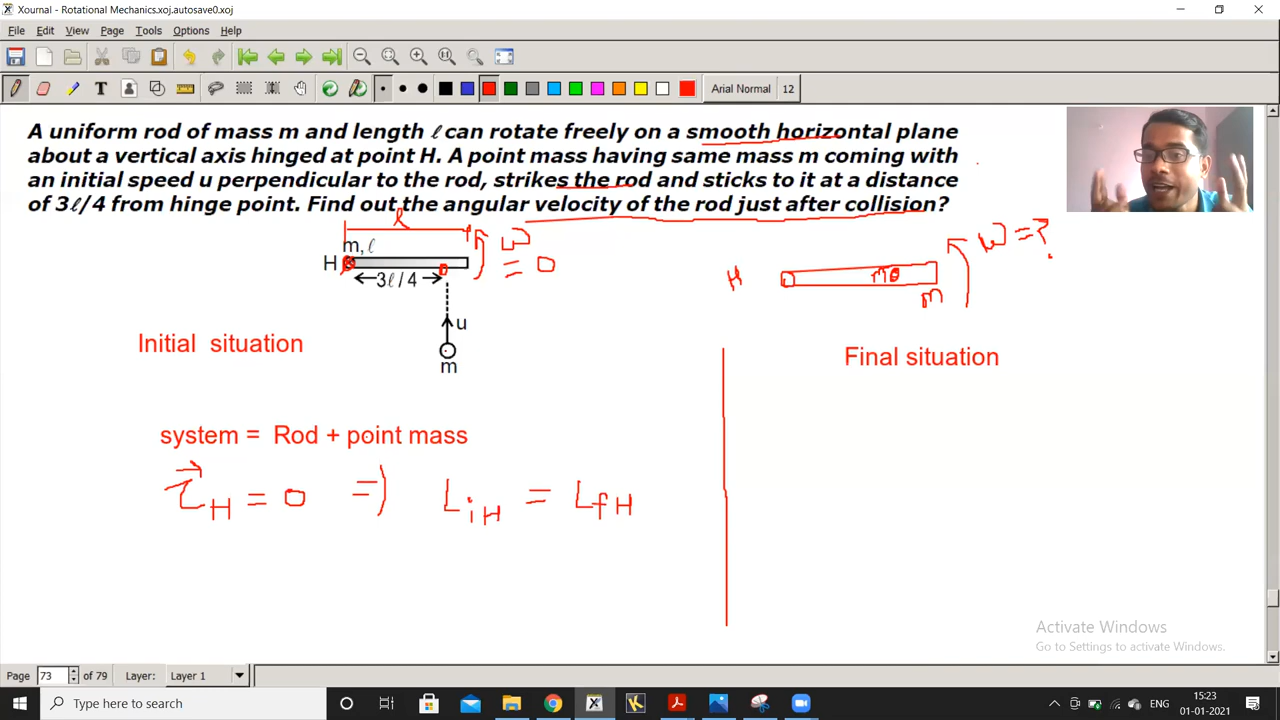 Xournal - Rotational Mechanics.xoj.autosave0.xoj
File Edit View Page Tools Options Help
Arial Normal 12
A uniform rod of mass m and length ℓ can rotate freely on a smooth horizontal plane
about a vertical axis hinged at point H. A point mass having same mass m coming with
an initial speed u perpendicular to the rod, strikes the rod and sticks to it at a distance
of 3ℓ/4 from hinge point. Find out the angular velocity of the rod just after collision?
ℓ
m, ℓ
ω = 0
H
3ℓ / 4
u
m
H
m
m
ω = ?
Initial situation
Final situation
system = Rod + point mass
τ⃗H = 0 ⇒ LiH = LfH
Activate Windows
Go to Settings to activate Windows.
Page 73 of 79 Layer: Layer 1
Type here to search
ENG
15:23
01-01-2021